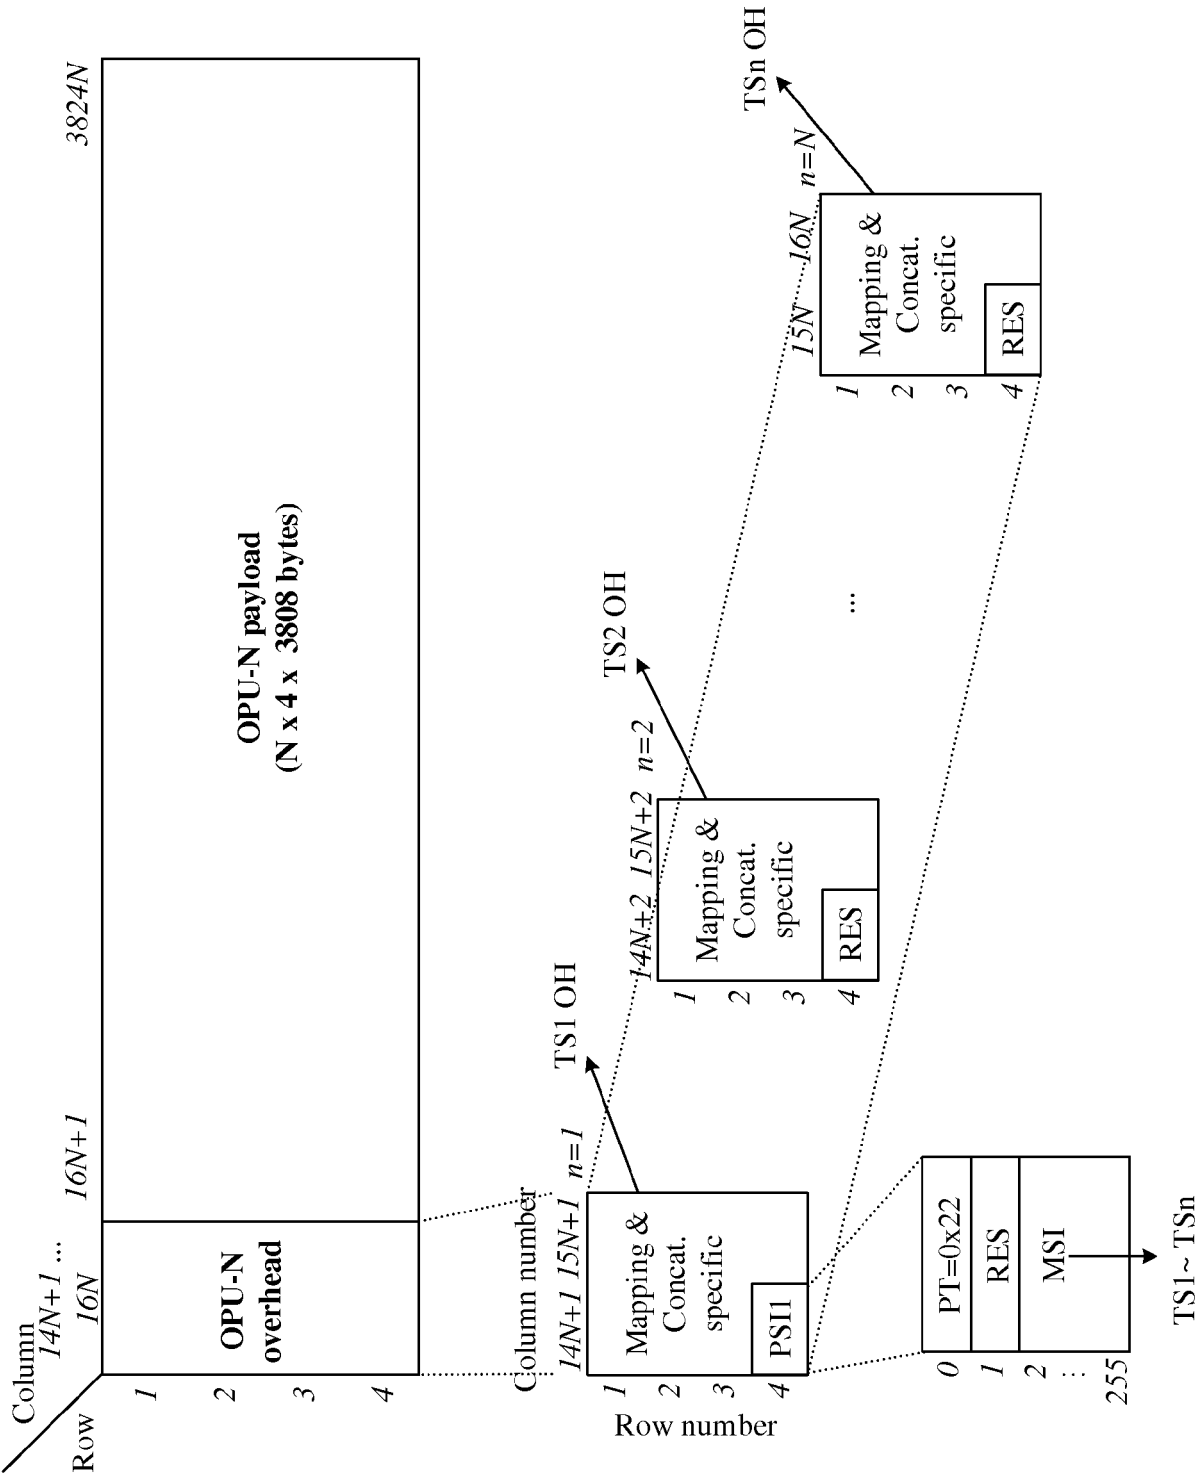 Column
Row
14N+1 ...
16N
16N+1
3824N
1
2
3
4
OPU-N
overhead
OPU-N payload
(N x 4 x 3808 bytes)
Column number
Row number
14N+1 15N+1 n=1
TS1 OH
1
2
3
4
Mapping &
Concat.
specific
PSI1
14N+2 15N+2 n=2
TS2 OH
1
2
3
4
Mapping &
Concat.
specific
RES
...
15N 16N n=N
TSn OH
1
2
3
4
Mapping &
Concat.
specific
RES
0
1
2
...
255
PT=0x22
RES
MSI
TS1~ TSn